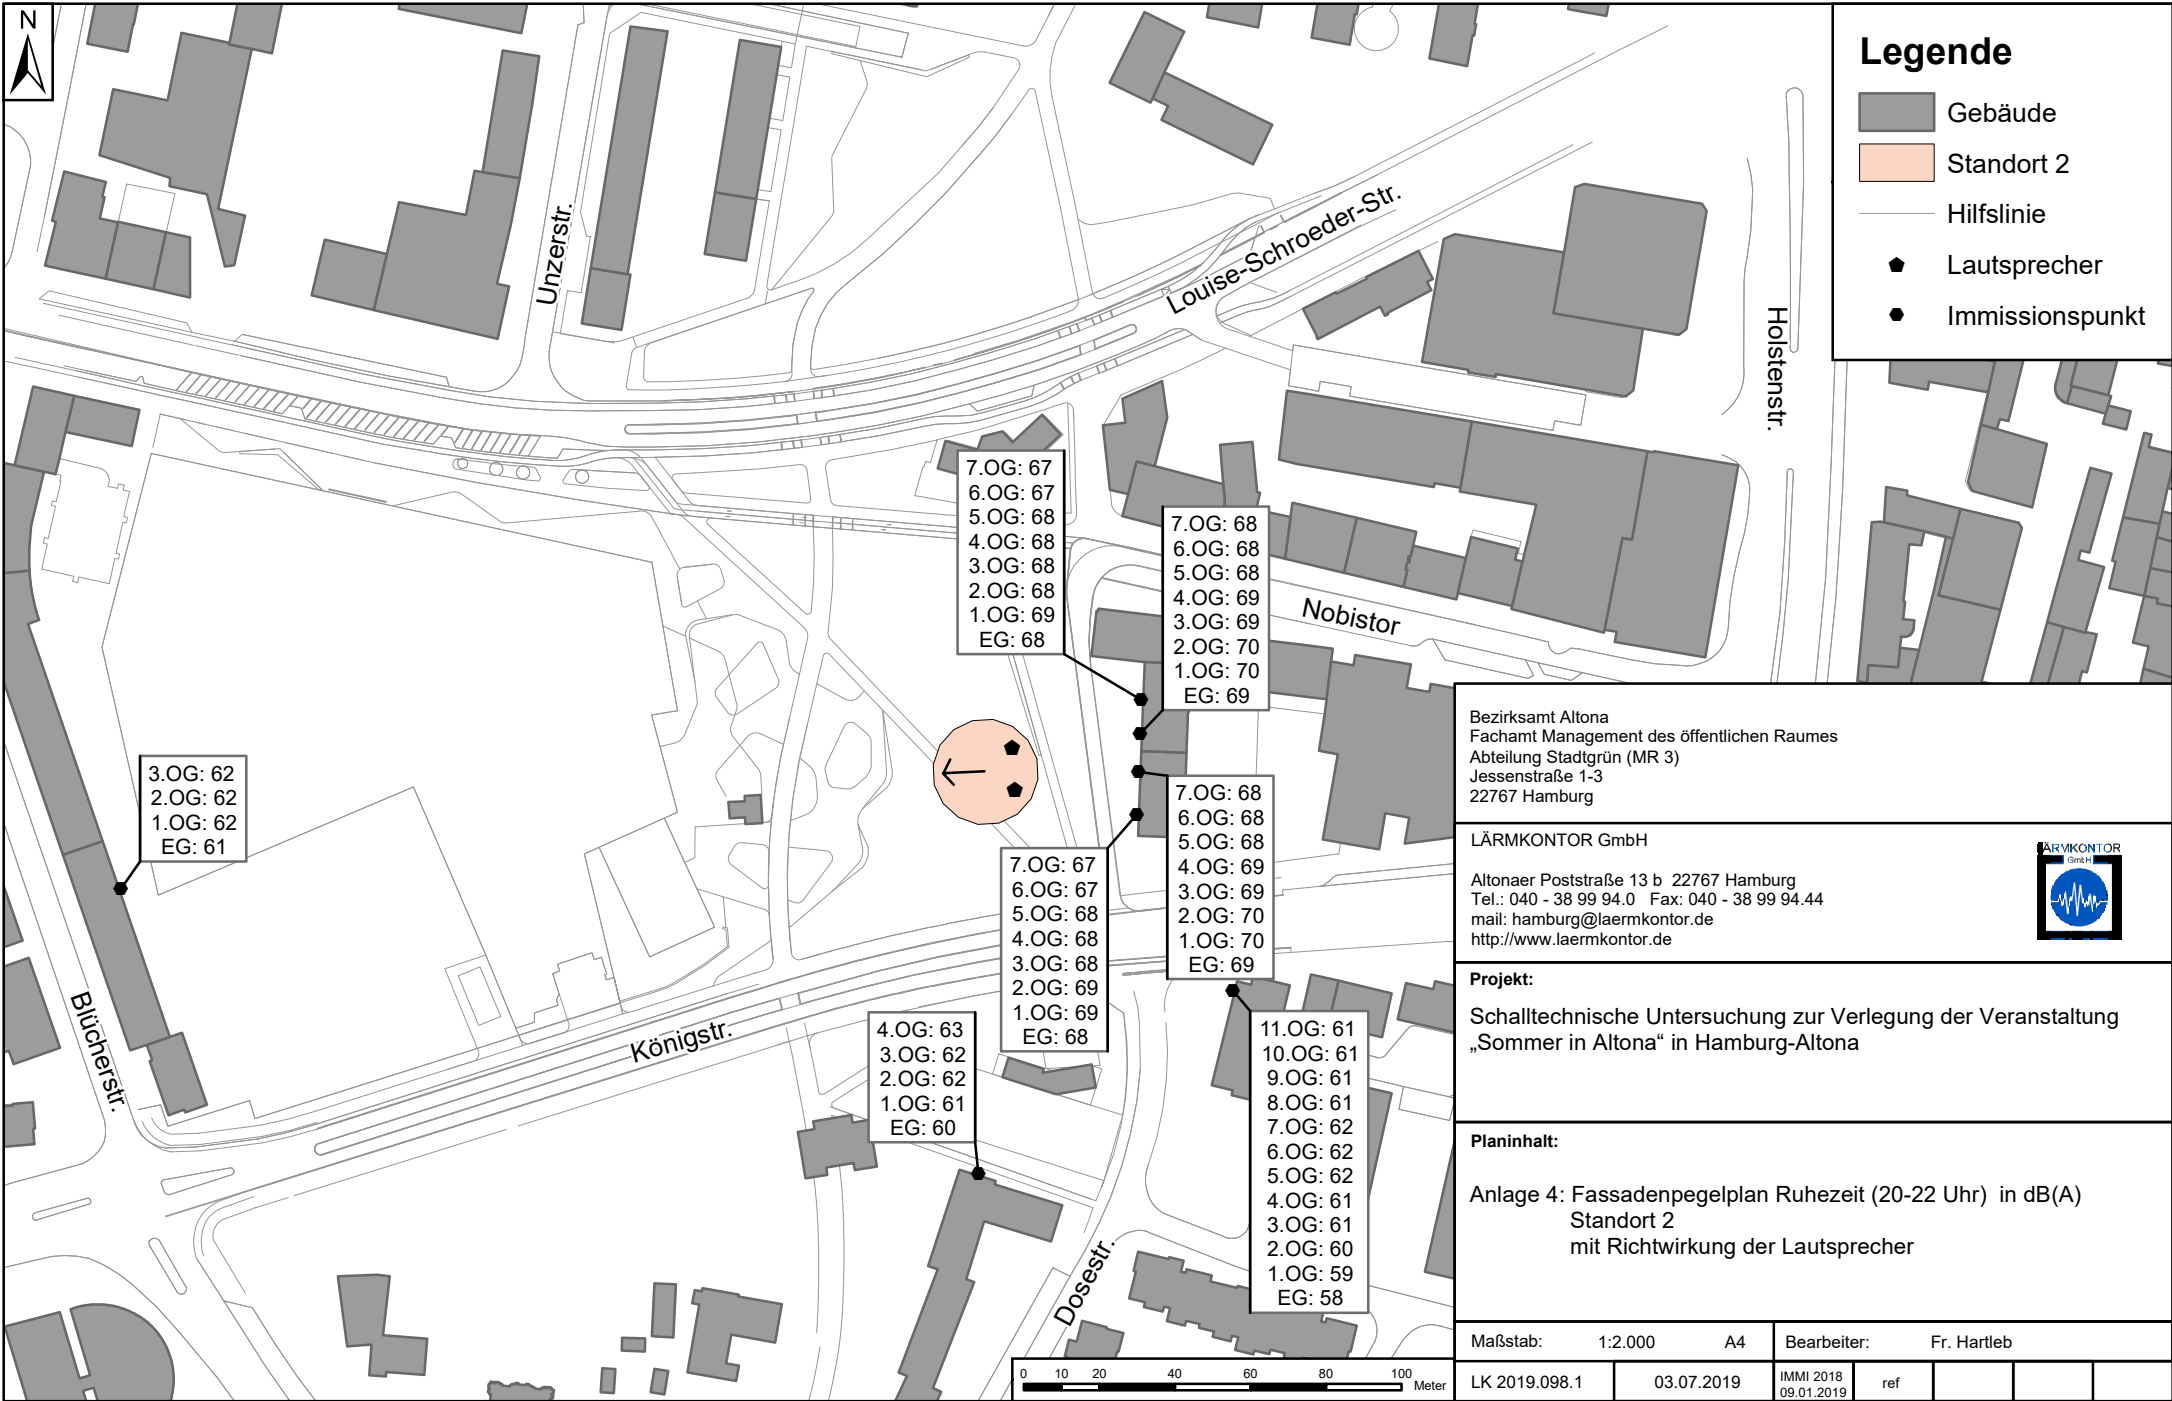 N
Legende
Gebäude
Standort 2
Hilfslinie
Lautsprecher
Immissionspunkt
Unzerstr.
Louise-Schroeder-Str.
Holstenstr.
Nobistor
Blücherstr.
Königstr.
Dosestr.
7.OG: 67
6.OG: 67
5.OG: 68
4.OG: 68
3.OG: 68
2.OG: 68
1.OG: 69
EG: 68
7.OG: 68
6.OG: 68
5.OG: 68
4.OG: 69
3.OG: 69
2.OG: 70
1.OG: 70
EG: 69
3.OG: 62
2.OG: 62
1.OG: 62
EG: 61
7.OG: 68
6.OG: 68
5.OG: 68
4.OG: 69
3.OG: 69
2.OG: 70
1.OG: 70
EG: 69
7.OG: 67
6.OG: 67
5.OG: 68
4.OG: 68
3.OG: 68
2.OG: 69
1.OG: 69
EG: 68
4.OG: 63
3.OG: 62
2.OG: 62
1.OG: 61
EG: 60
11.OG: 61
10.OG: 61
9.OG: 61
8.OG: 61
7.OG: 62
6.OG: 62
5.OG: 62
4.OG: 61
3.OG: 61
2.OG: 60
1.OG: 59
EG: 58
0 10 20 40 60 80 100 Meter
Bezirksamt Altona
Fachamt Management des öffentlichen Raumes
Abteilung Stadtgrün (MR 3)
Jessenstraße 1-3
22767 Hamburg
LÄRMKONTOR GmbH
Altonaer Poststraße 13 b 22767 Hamburg
Tel.: 040 - 38 99 94.0 Fax: 040 - 38 99 94.44
mail: hamburg@laermkontor.de
http://www.laermkontor.de
LÄRMKONTOR
GmbH
Projekt:
Schalltechnische Untersuchung zur Verlegung der Veranstaltung
„Sommer in Altona“ in Hamburg-Altona
Planinhalt:
Anlage 4: Fassadenpegelplan Ruhezeit (20-22 Uhr) in dB(A)
Standort 2
mit Richtwirkung der Lautsprecher
Maßstab: 1:2.000 A4 Bearbeiter: Fr. Hartleb
LK 2019.098.1 03.07.2019 IMMI 2018 ref
09.01.2019